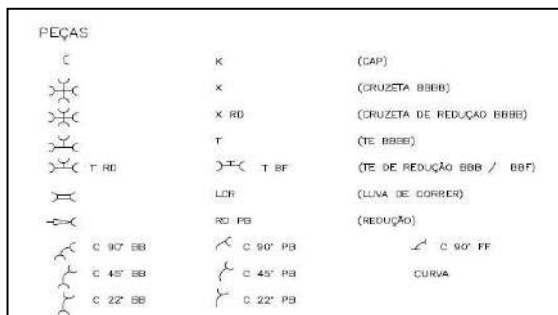 PEÇAS
K (CAP)
X (CRUZETA BBBB)
X RD (CRUZETA DE REDUÇAO BBBB)
T (TE BBBB)
T RD T BF (TE DE REDUÇÃO BBB / BBF)
LCR (LUVA DE CORRER)
RD PB (REDUÇÃO)
C 90° BB C 90° PB C 90° FF
C 45° BB C 45° PB CURVA
C 22° BB C 22° PB